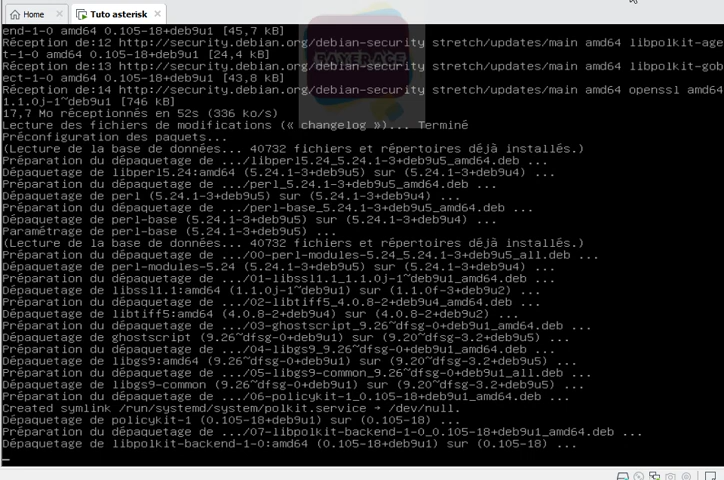 Home
Tuto asterisk
end-1-0 amd64 0.105-18+deb9u1 [45,7 kB]
Réception de:12 http://security.debian.org/debian-security stretch/updates/main amd64 libpolkit-age
t-1-0 amd64 0.105-18+deb9u1 [24,4 kB]
Réception de:13 http://security.debian.org/debian-security stretch/updates/main amd64 libpolkit-gob
ect-1-0 amd64 0.105-18+deb9u1 [43,8 kB]
Réception de:14 http://security.debian.org/debian-security stretch/updates/main amd64 openssl amd64
1.1.0j-1~deb9u1 [746 kB]
17,7 Mo réceptionnés en 52s (336 ko/s)
Lecture des fichiers de modifications (« changelog »)... Terminé
Préconfiguration des paquets...
(Lecture de la base de données... 40732 fichiers et répertoires déjà installés.)
Préparation du dépaquetage de .../libperl5.24_5.24.1-3+deb9u5_amd64.deb ...
Dépaquetage de libperl5.24:amd64 (5.24.1-3+deb9u5) sur (5.24.1-3+deb9u4) ...
Préparation du dépaquetage de .../perl_5.24.1-3+deb9u5_amd64.deb ...
Dépaquetage de perl (5.24.1-3+deb9u5) sur (5.24.1-3+deb9u4) ...
Préparation du dépaquetage de .../perl-base_5.24.1-3+deb9u5_amd64.deb ...
Dépaquetage de perl-base (5.24.1-3+deb9u5) sur (5.24.1-3+deb9u4) ...
Paramétrage de perl-base (5.24.1-3+deb9u5) ...
(Lecture de la base de données... 40732 fichiers et répertoires déjà installés.)
Préparation du dépaquetage de .../00-perl-modules-5.24_5.24.1-3+deb9u5_all.deb ...
Dépaquetage de perl-modules-5.24 (5.24.1-3+deb9u5) sur (5.24.1-3+deb9u4) ...
Préparation du dépaquetage de .../01-libssl1.1_1.1.0j-1~deb9u1_amd64.deb ...
Dépaquetage de libssl1.1:amd64 (1.1.0j-1~deb9u1) sur (1.1.0f-3+deb9u2) ...
Préparation du dépaquetage de .../02-libtiff5_4.0.8-2+deb9u4_amd64.deb ...
Dépaquetage de libtiff5:amd64 (4.0.8-2+deb9u4) sur (4.0.8-2+deb9u2) ...
Préparation du dépaquetage de .../03-ghostscript_9.26~dfsg-0+deb9u1_amd64.deb ...
Dépaquetage de ghostscript (9.26~dfsg-0+deb9u1) sur (9.20~dfsg-3.2+deb9u5) ...
Préparation du dépaquetage de .../04-libgs9_9.26~dfsg-0+deb9u1_amd64.deb ...
Dépaquetage de libgs9:amd64 (9.26~dfsg-0+deb9u1) sur (9.20~dfsg-3.2+deb9u5) ...
Préparation du dépaquetage de .../05-libgs9-common_9.26~dfsg-0+deb9u1_all.deb ...
Dépaquetage de libgs9-common (9.26~dfsg-0+deb9u1) sur (9.20~dfsg-3.2+deb9u5) ...
Préparation du dépaquetage de .../06-policykit-1_0.105-18+deb9u1_amd64.deb ...
Created symlink /run/systemd/system/polkit.service → /dev/null.
Dépaquetage de policykit-1 (0.105-18+deb9u1) sur (0.105-18) ...
Préparation du dépaquetage de .../07-libpolkit-backend-1-0_0.105-18+deb9u1_amd64.deb ...
Dépaquetage de libpolkit-backend-1-0:amd64 (0.105-18+deb9u1) sur (0.105-18) ...